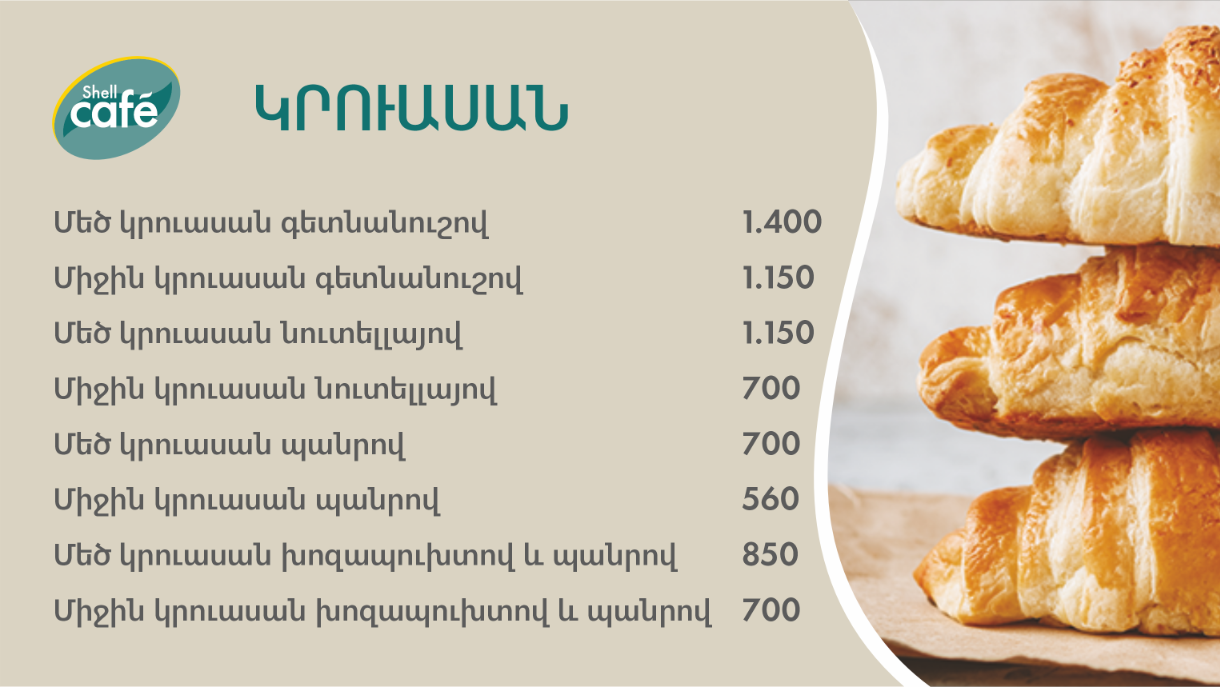 Shell
café
ԿՐՈՒԱՍԱՆ
Մեծ կրուասան գետնանուշով 1.400
Միջին կրուասան գետնանուշով 1.150
Մեծ կրուասան նուտելլայով 1.150
Միջին կրուասան նուտելլայով 700
Մեծ կրուասան պանրով 700
Միջին կրուասան պանրով 560
Մեծ կրուասան խոզապուխտով և պանրով 850
Միջին կրուասան խոզապուխտով և պանրով 700